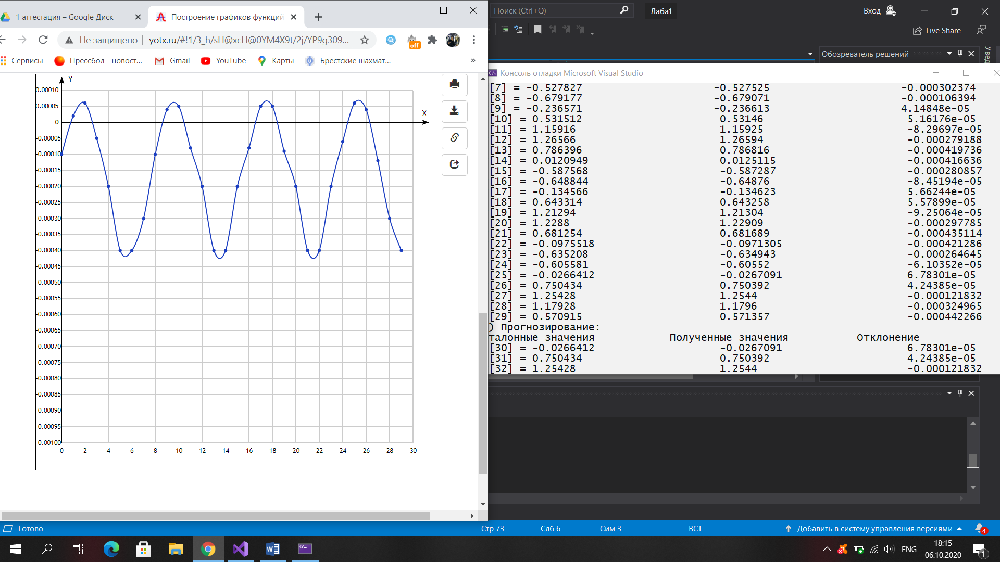 1 аттестация – Google Диск
Построение графиков функций
Не защищено | yotx.ru/#!1/3_h/sH@xcH@0YM4X9t/2j/YP9g309...
off
Сервисы
Прессбол - новост...
Gmail
YouTube
Карты
Брестские шахмат...
»
Y
X
0.00010
0.00005
0
-0.00005
-0.00010
-0.00015
-0.00020
-0.00025
-0.00030
-0.00035
-0.00040
-0.00045
-0.00050
-0.00055
-0.00060
-0.00065
-0.00070
-0.00075
-0.00080
-0.00085
-0.00090
-0.00095
-0.00100
0 2 4 6 8 10 12 14 16 18 20 22 24 26 28 30
Поиск (Ctrl+Q)
Лаба1
Вход
Live Share
Обозреватель решений
Увед
Консоль отладки Microsoft Visual Studio
[7] = -0.527827 -0.527525 -0.000302374
[8] = -0.679177 -0.679071 -0.000106394
[9] = -0.236571 -0.236613 4.14848e-05
[10] = 0.531512 0.53146 5.16176e-05
[11] = 1.15916 1.15925 -8.29697e-05
[12] = 1.26566 1.26594 -0.000279188
[13] = 0.786396 0.786816 -0.000419736
[14] = 0.0120949 0.0125115 -0.000416636
[15] = -0.587568 -0.587287 -0.000280857
[16] = -0.648844 -0.64876 -8.45194e-05
[17] = -0.134566 -0.134623 5.66244e-05
[18] = 0.643314 0.643258 5.57899e-05
[19] = 1.21294 1.21304 -9.25064e-05
[20] = 1.2288 1.22909 -0.000297785
[21] = 0.681254 0.681689 -0.000435114
[22] = -0.0975518 -0.0971305 -0.000421286
[23] = -0.635208 -0.634943 -0.000264645
[24] = -0.605581 -0.60552 -6.10352e-05
[25] = -0.0266412 -0.0267091 6.78301e-05
[26] = 0.750434 0.750392 4.24385e-05
[27] = 1.25428 1.2544 -0.000121832
[28] = 1.17928 1.1796 -0.000324965
[29] = 0.570915 0.571357 -0.000442266
) Прогнозирование:
талонные значения Полученные значения Отклонение
[30] = -0.0266412 -0.0267091 6.78301e-05
[31] = 0.750434 0.750392 4.24385e-05
[32] = 1.25428 1.2544 -0.000121832
Готово
Стр 73
Слб 6
Сим 3
ВСТ
Добавить в систему управления версиями
4
ENG
18:15
06.10.2020
1